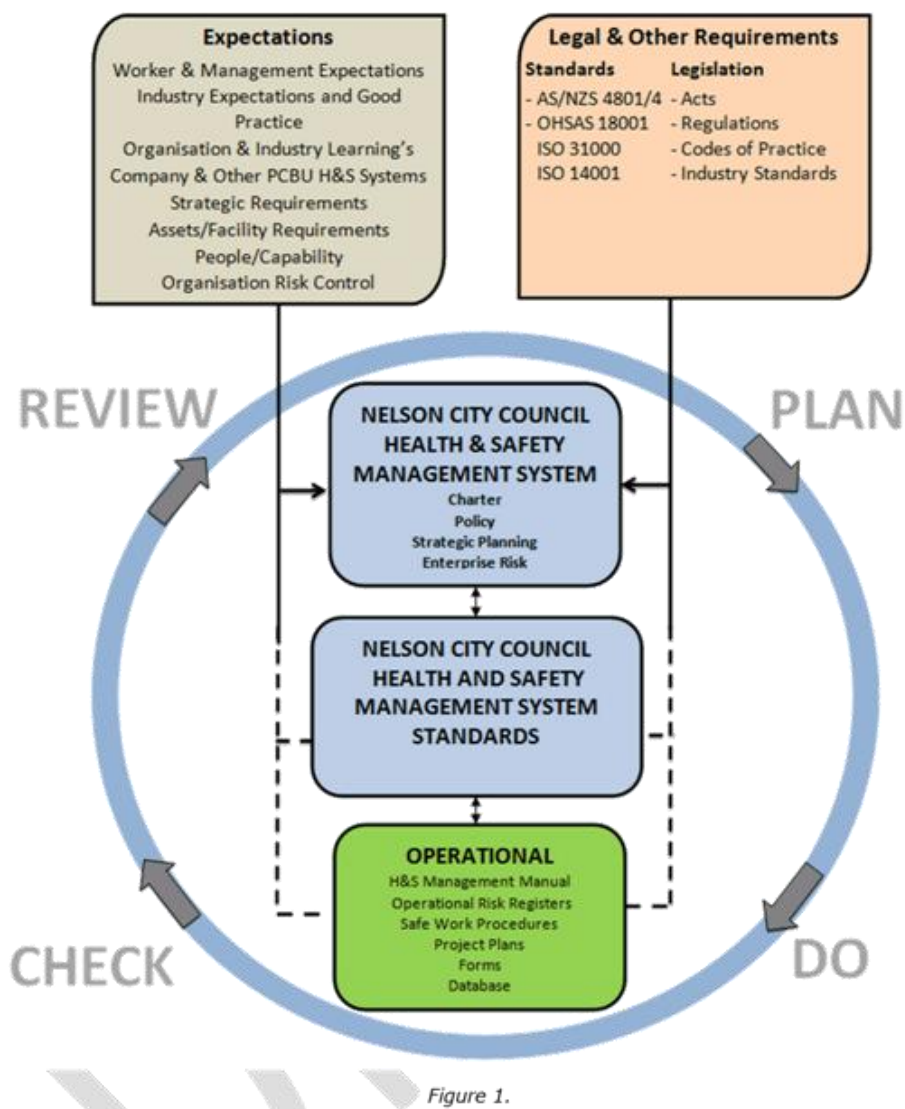 Expectations
Worker & Management Expectations
Industry Expectations and Good
Practice
Organisation & Industry Learning's
Company & Other PCBU H&S Systems
Strategic Requirements
Assets/Facility Requirements
People/Capability
Organisation Risk Control
Legal & Other Requirements
Standards Legislation
- AS/NZS 4801/4 - Acts
- OHSAS 18001 - Regulations
ISO 31000 - Codes of Practice
ISO 14001 - Industry Standards
REVIEW
PLAN
NELSON CITY COUNCIL
HEALTH & SAFETY
MANAGEMENT SYSTEM
Charter
Policy
Strategic Planning
Enterprise Risk
NELSON CITY COUNCIL
HEALTH AND SAFETY
MANAGEMENT SYSTEM
STANDARDS
OPERATIONAL
H&S Management Manual
Operational Risk Registers
Safe Work Procedures
Project Plans
Forms
Database
CHECK
DO
Figure 1.